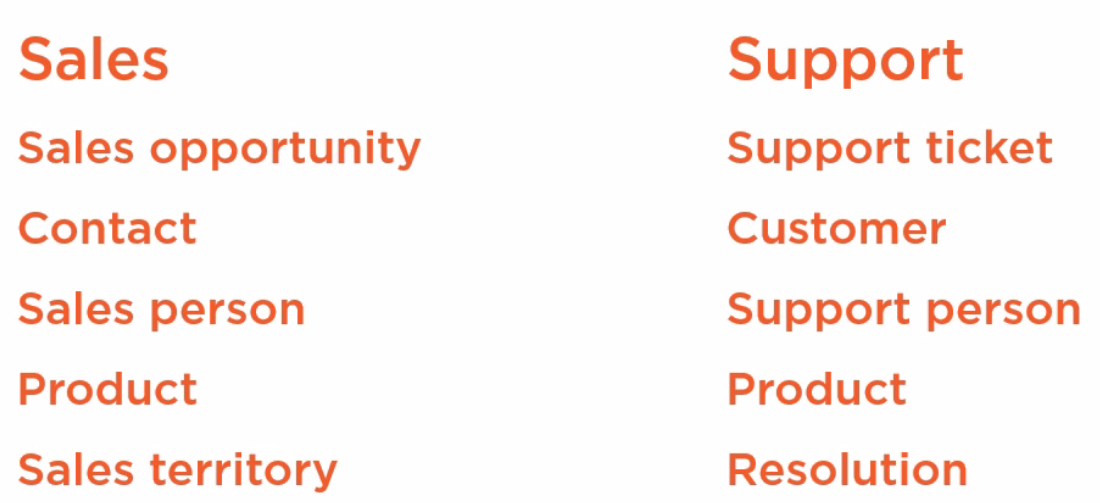 Sales
Sales opportunity
Contact
Sales person
Product
Sales territory
Support
Support ticket
Customer
Support person
Product
Resolution